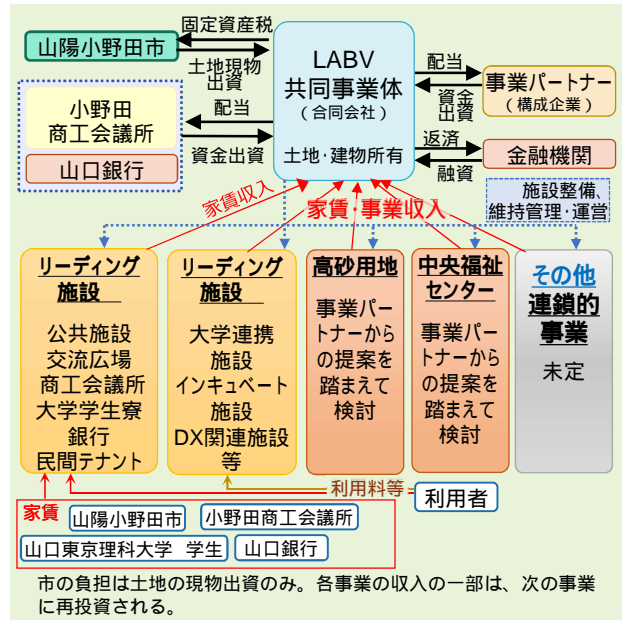 固定資産税
山陽小野田市
土地現物
出資
小野田
商工会議所
山口銀行
配当
資金出資
LABV
共同事業体
（合同会社）
土地・建物所有
配当
資金
出資
事業パートナー
（構成企業）
返済
融資
金融機関
家賃収入
家賃・事業収入
施設整備、
維持管理・運営
リーディング
施設
公共施設
交流広場
商工会議所
大学学生寮
銀行
民間テナント
リーディング
施設
大学連携
施設
インキュベート
施設
DX関連施設
等
高砂用地
事業パー
トナーから
の提案を
踏まえて
検討
中央福祉
センター
事業パー
トナーから
の提案を
踏まえて
検討
その他
連鎖的
事業
未定
利用料等
利用者
家賃
山陽小野田市
小野田商工会議所
山口東京理科大学 学生
山口銀行
市の負担は土地の現物出資のみ。各事業の収入の一部は、次の事業
に再投資される。